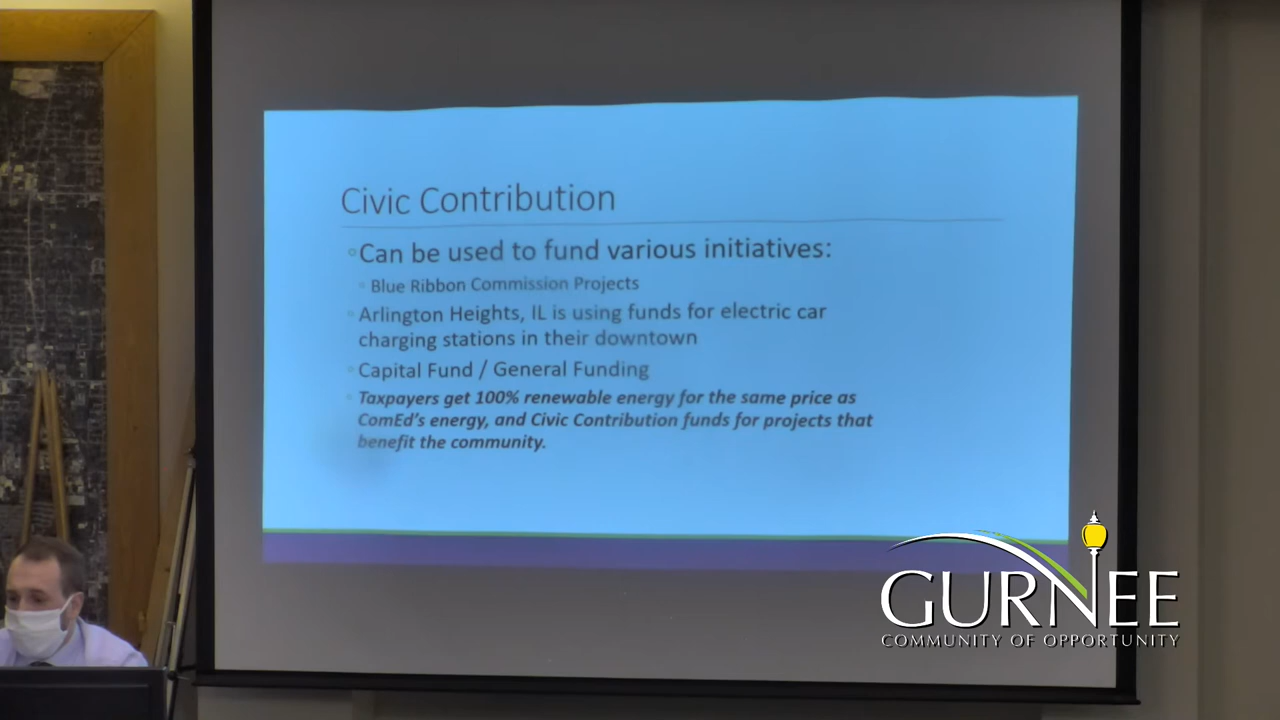 Civic Contribution
Can be used to fund various initiatives:
Blue Ribbon Commission Projects
Arlington Heights, IL is using funds for electric car
charging stations in their downtown
Capital Fund / General Funding
Taxpayers get 100% renewable energy for the same price as
ComEd's energy, and Civic Contribution funds for projects that
benefit the community.
GURNEE
COMMUNITY OF OPPORTUNITY